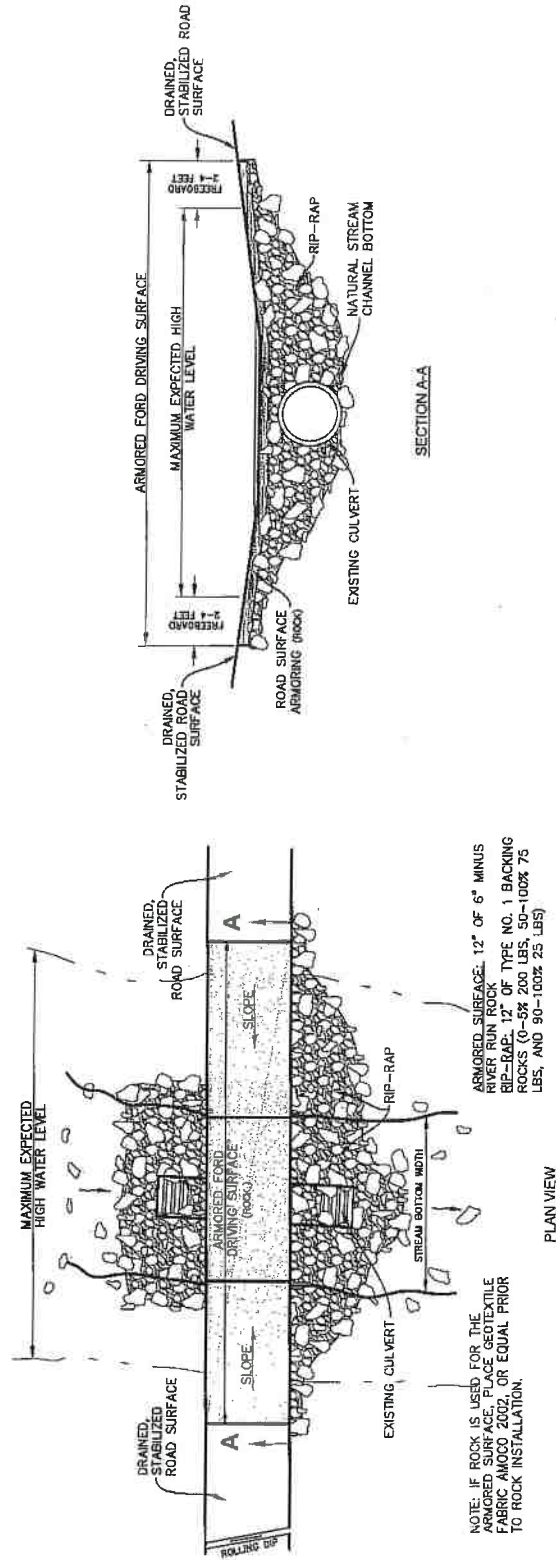 MAXIMUM EXPECTED
HIGH WATER LEVEL
DRAINED,
STABILIZED ROAD
SURFACE
DRAINED,
STABILIZED
ROAD SURFACE
A
A
SLOPE
SLOPE
ARMORED FORD
DRIVING SURFACE
(ROCK)
ROLLING DIP
RIP-RAP
STREAM BOTTOM WIDTH
EXISTING CULVERT
NOTE: IF ROCK IS USED FOR THE
ARMORED SURFACE, PLACE GEOTEXTILE
FABRIC AMOCO 2002, OR EQUAL PRIOR
TO ROCK INSTALLATION.
ARMORED SURFACE: 12" OF 6" MINUS
RIVER RUN ROCK
RIP-RAP: 12" OF TYPE NO. 1 BACKING
ROCKS (0-5% 200 LBS, 50-100% 75
LBS, AND 90-100% 25 LBS)
PLAN VIEW
DRAINED,
STABILIZED ROAD
SURFACE
DRAINED,
STABILIZED ROAD
SURFACE
ARMORED FORD DRIVING SURFACE
MAXIMUM EXPECTED HIGH
WATER LEVEL
FREEBOARD
2-4 FEET
FREEBOARD
2-4 FEET
ROAD SURFACE
ARMORING (ROCK)
EXISTING CULVERT
RIP-RAP
NATURAL STREAM
CHANNEL BOTTOM
SECTION A-A